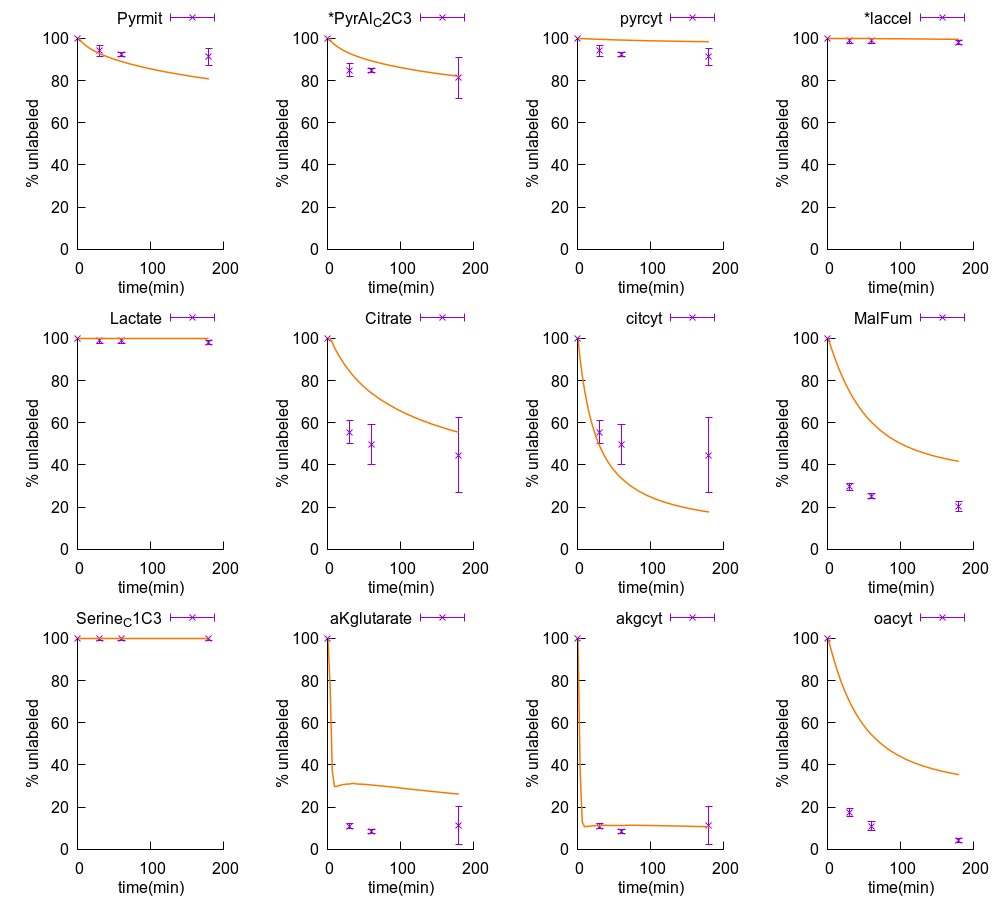 Pyrmit
100
80
60
40
20
0
% unlabeled
0 100 200
time(min)
*PyrAlC2C3
100
80
60
40
20
0
% unlabeled
0 100 200
time(min)
pyrcyt
100
80
60
40
20
0
% unlabeled
0 100 200
time(min)
*laccel
100
80
60
40
20
0
% unlabeled
0 100 200
time(min)
Lactate
100
80
60
40
20
0
% unlabeled
0 100 200
time(min)
Citrate
100
80
60
40
20
0
% unlabeled
0 100 200
time(min)
citcyt
100
80
60
40
20
0
% unlabeled
0 100 200
time(min)
MalFum
100
80
60
40
20
0
% unlabeled
0 100 200
time(min)
SerineC1C3
100
80
60
40
20
0
% unlabeled
0 100 200
time(min)
aKglutarate
100
80
60
40
20
0
% unlabeled
0 100 200
time(min)
akgcyt
100
80
60
40
20
0
% unlabeled
0 100 200
time(min)
oacyt
100
80
60
40
20
0
% unlabeled
0 100 200
time(min)